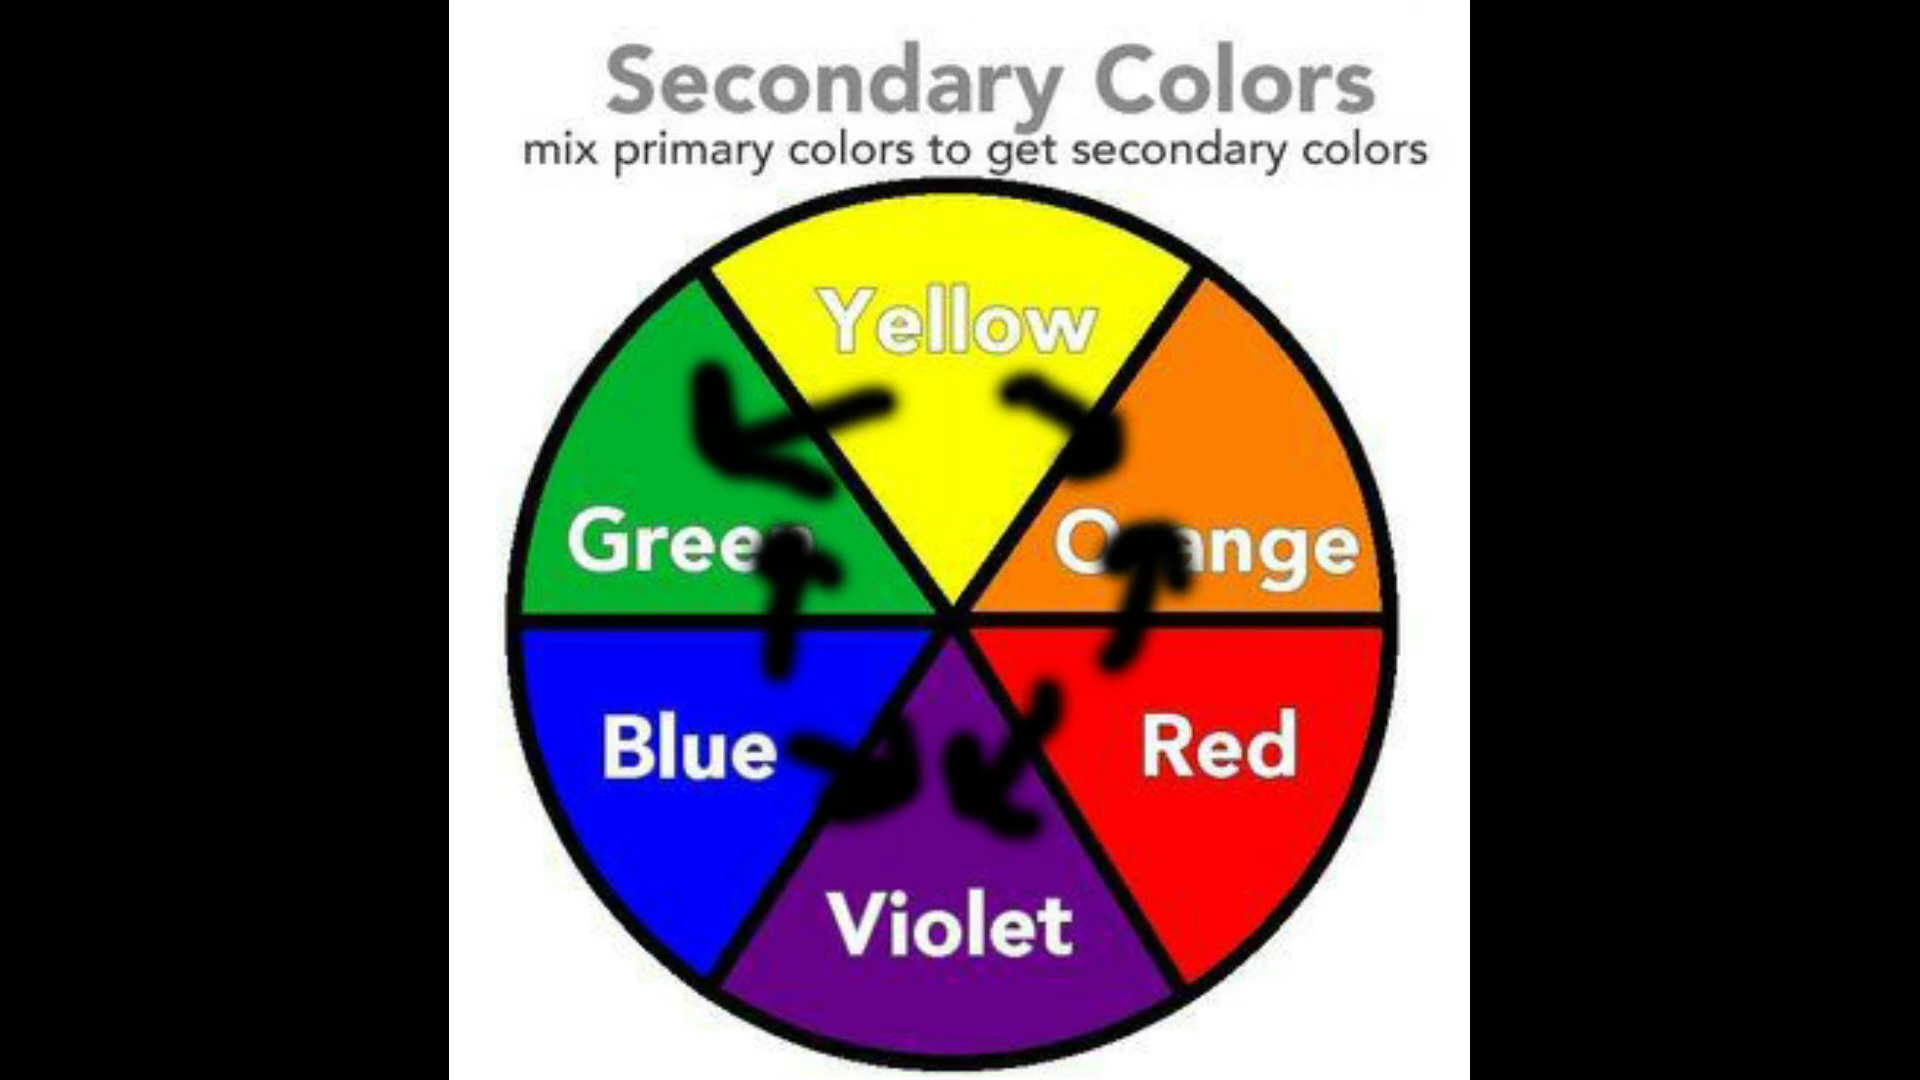 Secondary Colors
mix primary colors to get secondary colors
Yellow
Green
Orange
Blue
Red
Violet